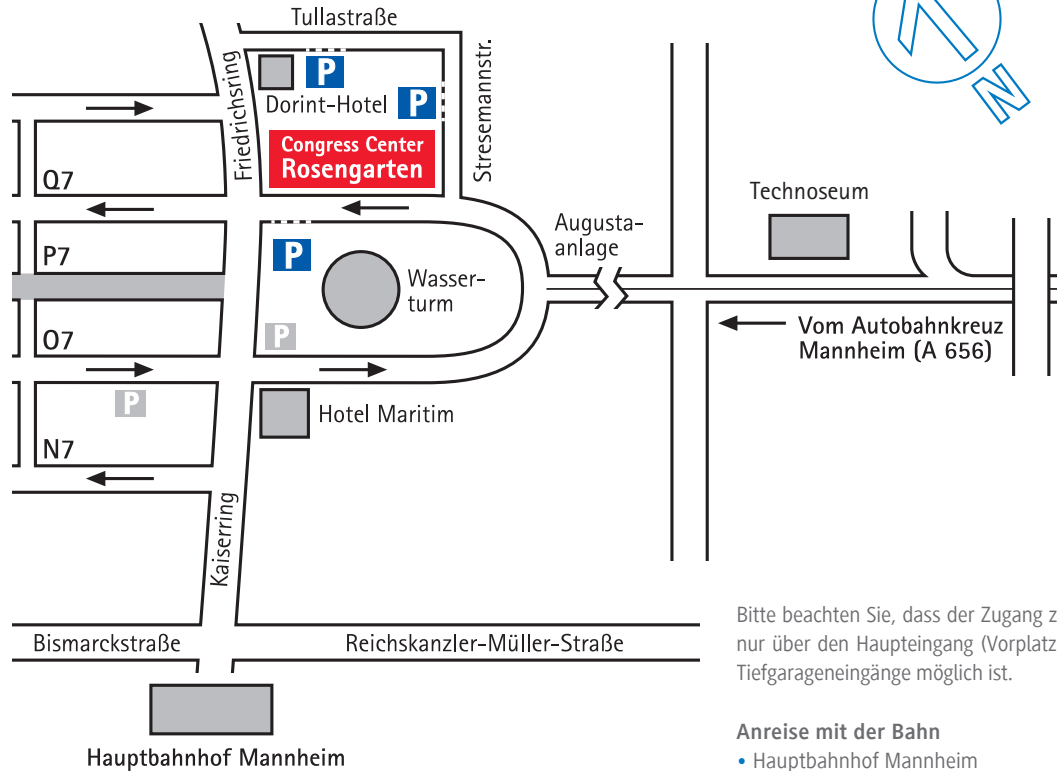 Tullastraße
Friedrichsring
Stresemannstr.
N
P
Dorint-Hotel
P
Congress Center
Rosengarten
Q7
Technoseum
Augusta-
anlage
P7
P
Wasser-
turm
O7
P
Vom Autobahnkreuz
Mannheim (A 656)
P
Hotel Maritim
N7
Kaiserring
Bismarckstraße
Reichskanzler-Müller-Straße
Hauptbahnhof Mannheim
Bitte beachten Sie, dass der Zugang
nur über den Haupteingang (Vorplatz
Tiefgarageneingänge möglich ist.
Anreise mit der Bahn
• Hauptbahnhof Mannheim